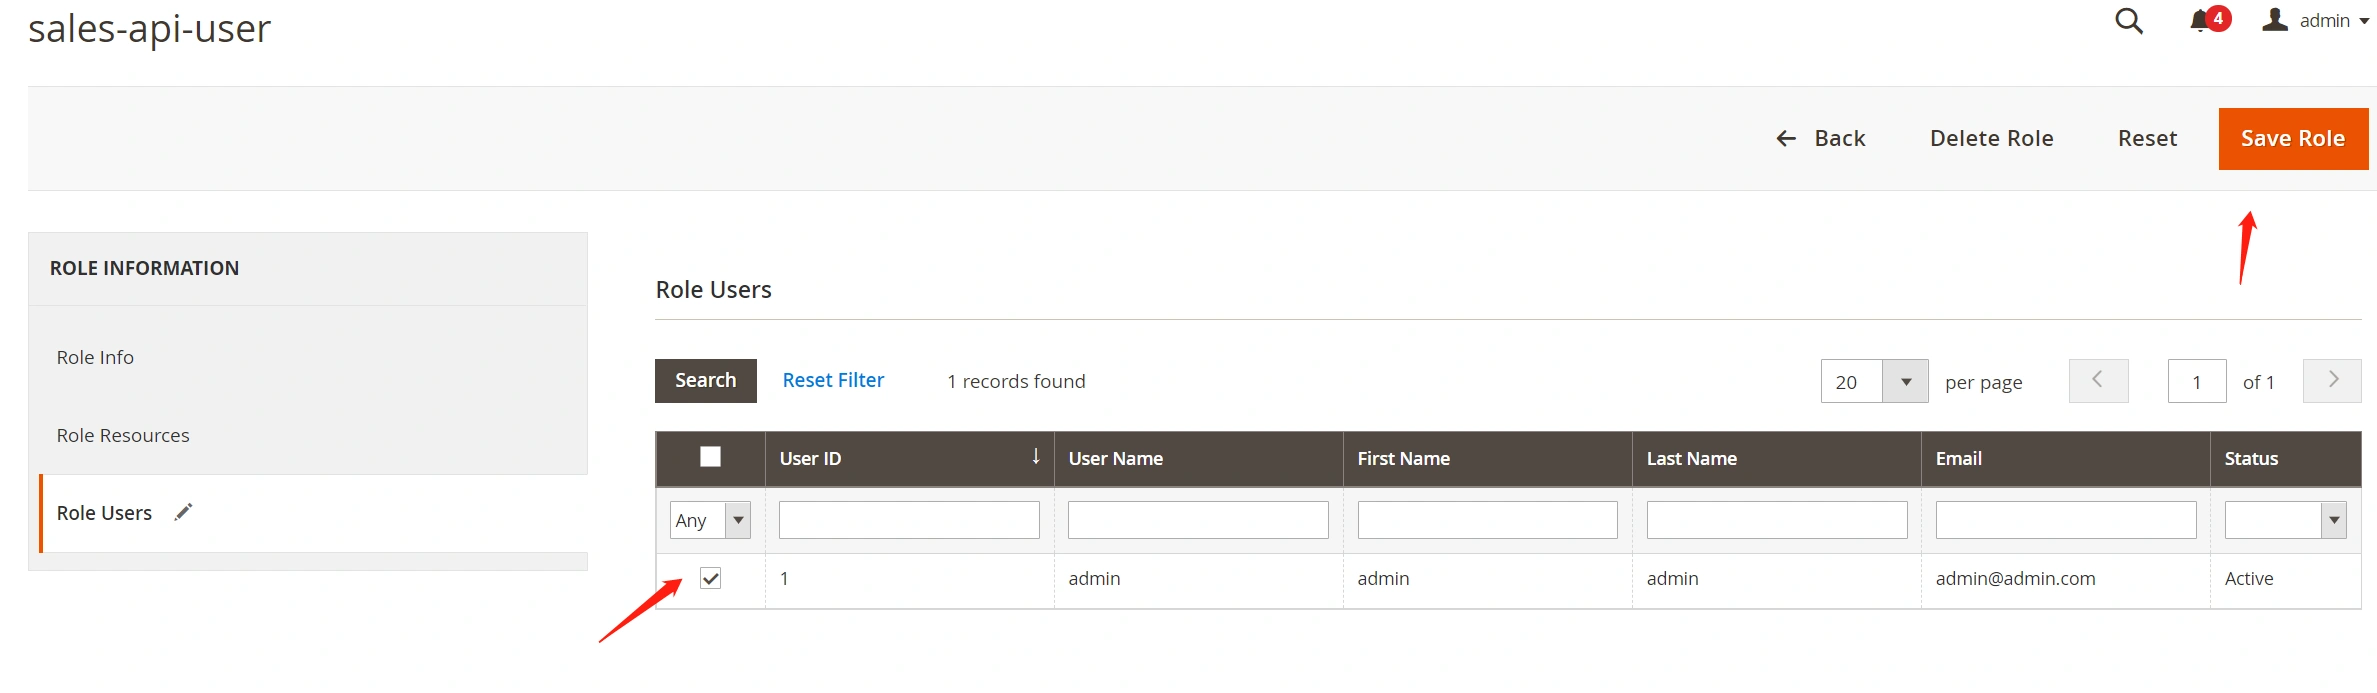 sales-api-user
4
admin
Back
Delete Role
Reset
Save Role
ROLE INFORMATION
Role Info
Role Resources
Role Users
Role Users
Search
Reset Filter
1 records found
20
per page
1
of 1
User ID
User Name
First Name
Last Name
Email
Status
Any
1
admin
admin
admin
admin@admin.com
Active